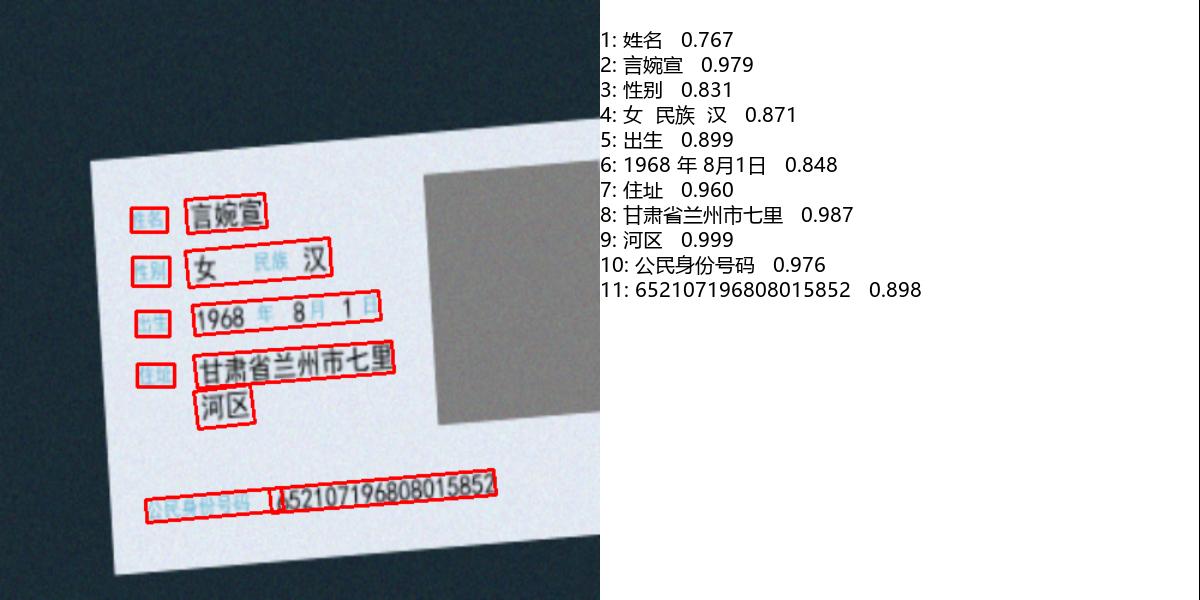 姓名 言婉宣
性别 女 民族 汉
出生 1968 年 8 月 1 日
住址 甘肃省兰州市七里
河区
公民身份号码 652107196808015852
1: 姓名 0.767
2: 言婉宣 0.979
3: 性别 0.831
4: 女 民族 汉 0.871
5: 出生 0.899
6: 1968 年 8月1日 0.848
7: 住址 0.960
8: 甘肃省兰州市七里 0.987
9: 河区 0.999
10: 公民身份号码 0.976
11: 652107196808015852 0.898